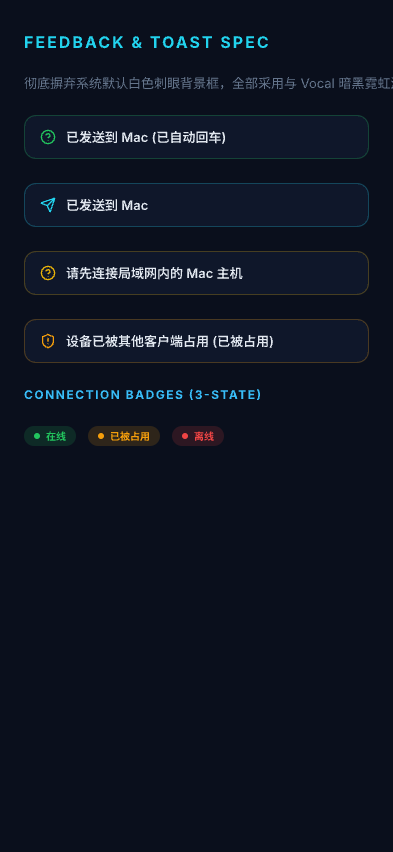 FEEDBACK & TOAST SPEC
彻底摒弃系统默认白色刺眼背景框，全部采用与 Vocal 暗黑霓虹
已发送到 Mac (已自动回车)
已发送到 Mac
请先连接局域网内的 Mac 主机
设备已被其他客户端占用 (已被占用)
CONNECTION BADGES (3-STATE)
在线 已被占用 离线